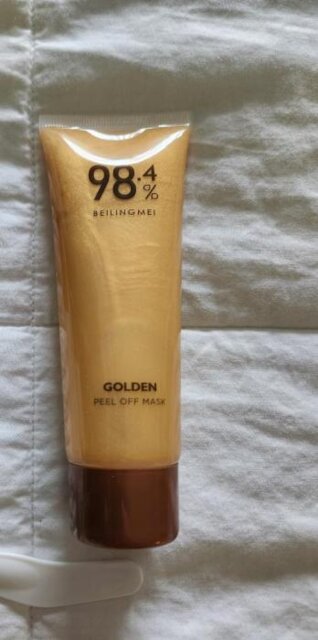 98.4%
BEILINGMEI
GOLDEN
PEEL OFF MASK